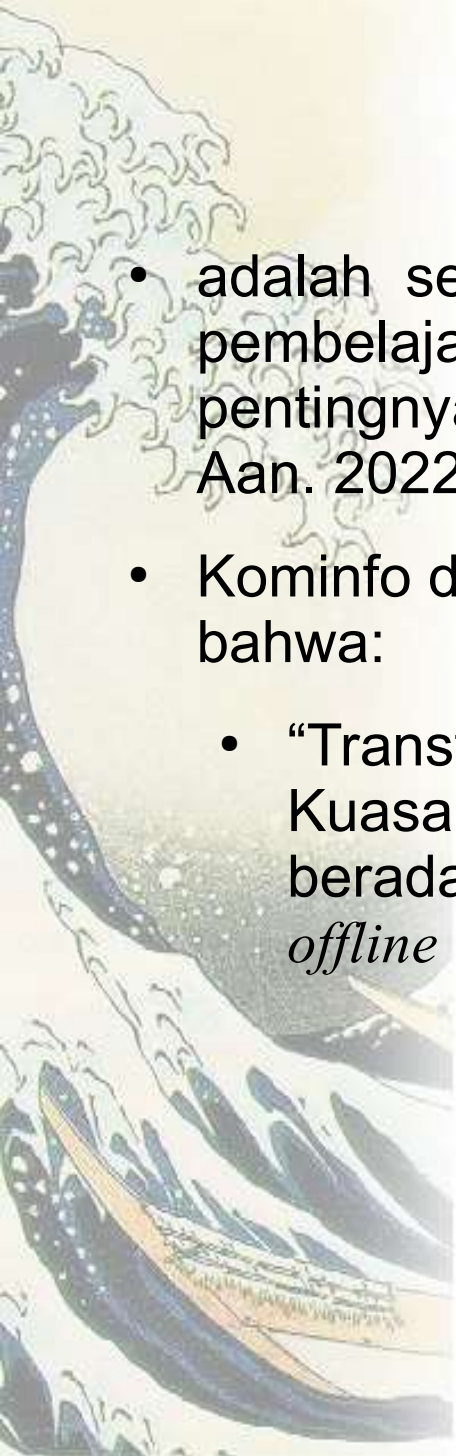 • adalah se
pembelaja
pentingnya
Aan. 2022
• Kominfo d
bahwa:
• “Trans
Kuasa
berada
offline